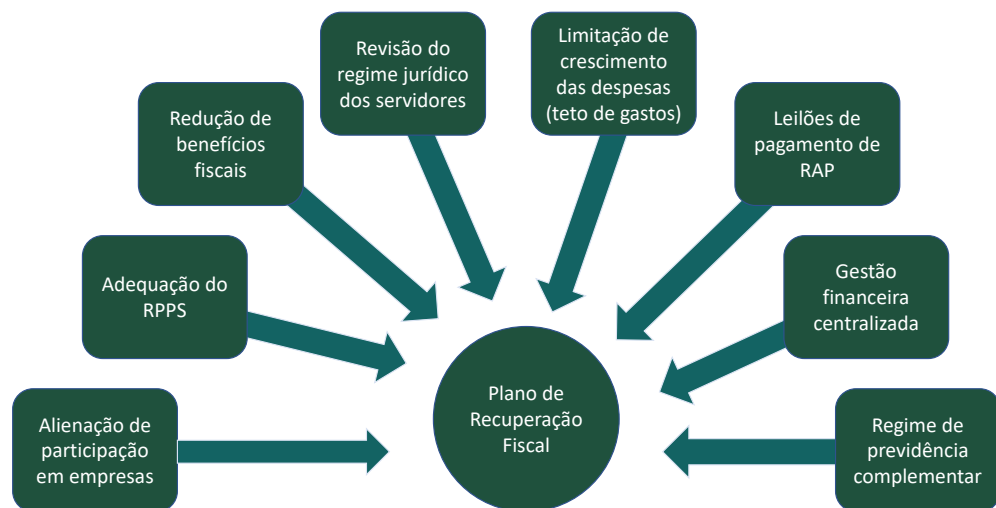 Limitação de
crescimento
das despesas
(teto de gastos)
Revisão do
regime jurídico
dos servidores
Redução de
benefícios
fiscais
Leilões de
pagamento de
RAP
Adequação do
RPPS
Gestão
financeira
centralizada
Plano de
Recuperação
Fiscal
Alienação de
participação
em empresas
Regime de
previdência
complementar